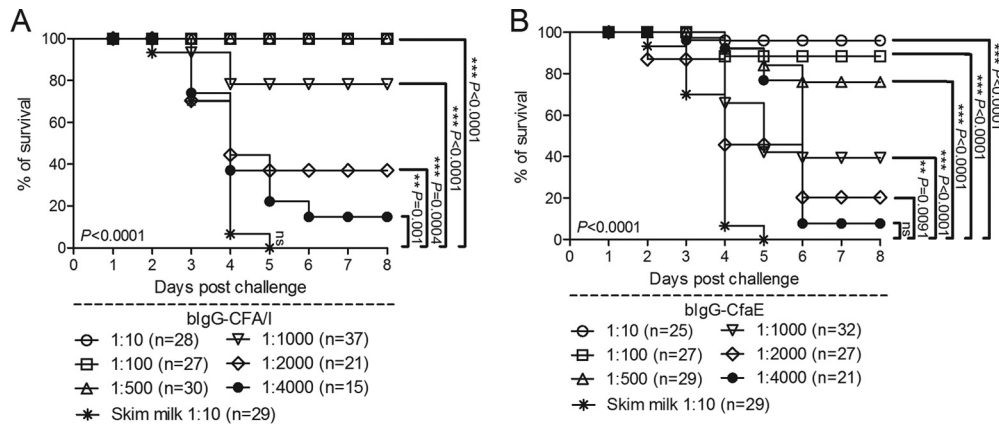 A
% of survival
100
80
60
40
20
0
0 1 2 3 4 5 6 7 8
Days post challenge
P<0.0001
ns
** P=0.001
*** P=0.0004
*** P<0.0001
*** P<0.0001
bIgG-CFA/I
1:10 (n=28) 1:1000 (n=37)
1:100 (n=27) 1:2000 (n=21)
1:500 (n=30) 1:4000 (n=15)
Skim milk 1:10 (n=29)
B
% of survival
100
80
60
40
20
0
0 1 2 3 4 5 6 7 8
Days post challenge
P<0.0001
ns
** P=0.0091
*** P<0.0001
*** P<0.0001
*** P<0.0001
*** P<0.0001
bIgG-CfaE
1:10 (n=25) 1:1000 (n=32)
1:100 (n=27) 1:2000 (n=27)
1:500 (n=29) 1:4000 (n=21)
Skim milk 1:10 (n=29)